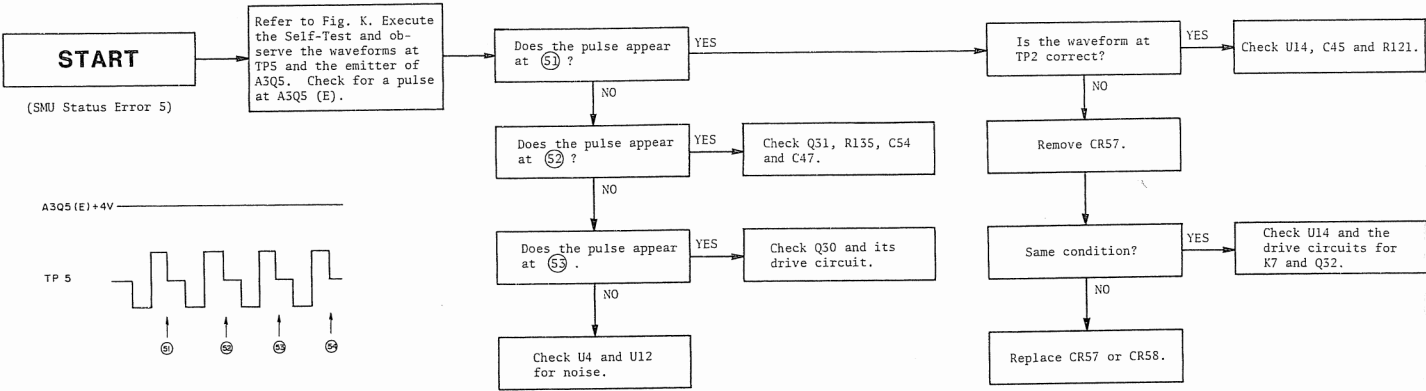 START
(SMU Status Error 5)
Refer to Fig. K. Execute
the Self-Test and ob-
serve the waveforms at
TP5 and the emitter of
A3Q5. Check for a pulse
at A3Q5 (E).
Does the pulse appear
at 51 ?
YES
NO
Is the waveform at
TP2 correct?
YES
NO
Check U14, C45 and R121.
Does the pulse appear
at 52 ?
YES
NO
Check Q31, R135, C54
and C47.
Remove CR57.
Does the pulse appear
at 53 .
YES
NO
Check Q30 and its
drive circuit.
Same condition?
YES
NO
Check U14 and the
drive circuits for
K7 and Q32.
Check U4 and U12
for noise.
Replace CR57 or CR58.
A3Q5(E)+4V
TP 5
51
52
53
54